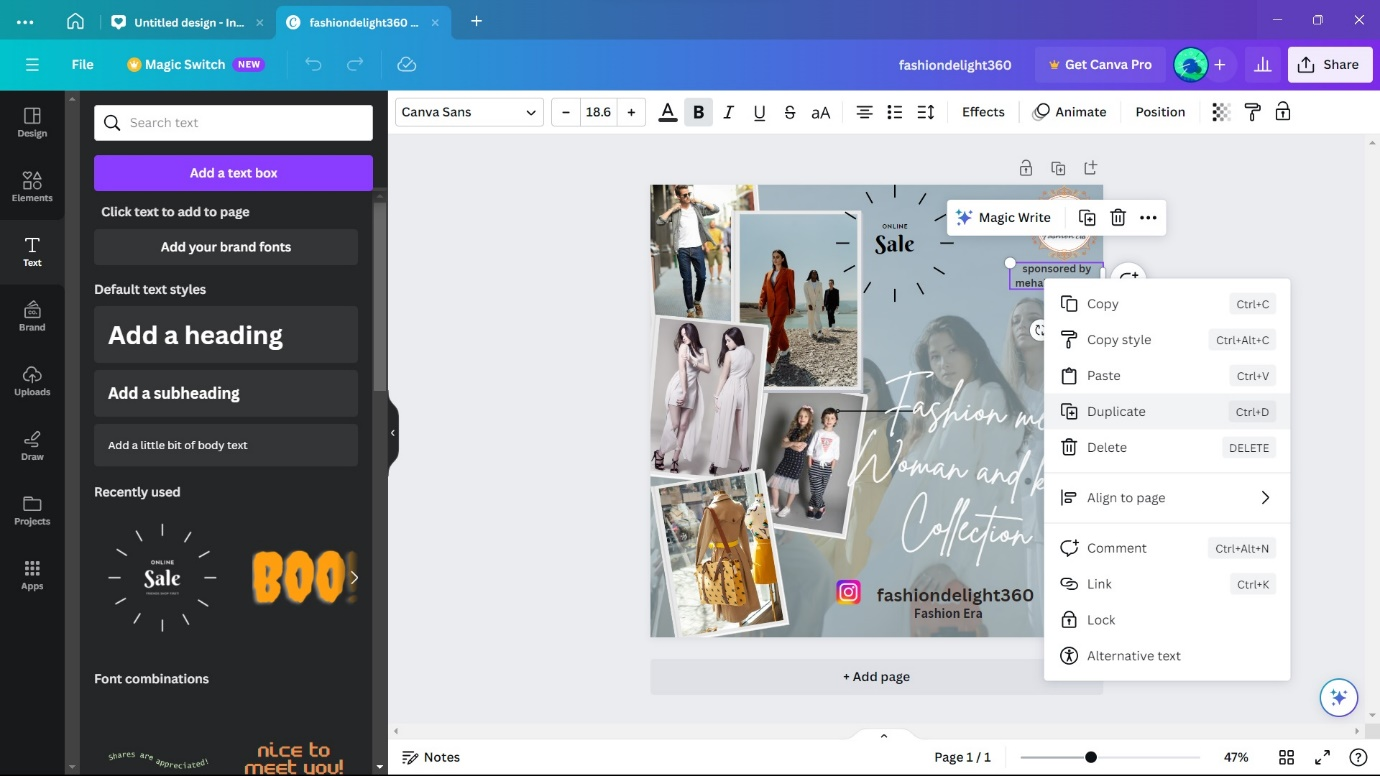 Untitled design - In...
fashiondelight360 ...
File
Magic Switch
NEW
fashiondelight360
Get Canva Pro
Share
Canva Sans
18.6
A
B
I
U
S
aA
Effects
Animate
Position
Design
Elements
Text
Brand
Uploads
Draw
Projects
Apps
Search text
Add a text box
Click text to add to page
Add your brand fonts
Default text styles
Add a heading
Add a subheading
Add a little bit of body text
Recently used
ONLINE
Sale
BOO!
Font combinations
Shares are appreciated!
nice to
meet you!
ONLINE
Sale
Magic Write
sponsored by
meha
Fashion m
Woman and k
Collection
fashiondelight360
Fashion Era
Copy
Ctrl+C
Copy style
Ctrl+Alt+C
Paste
Ctrl+V
Duplicate
Ctrl+D
Delete
DELETE
Align to page
Comment
Ctrl+Alt+N
Link
Ctrl+K
Lock
Alternative text
+ Add page
Notes
Page 1 / 1
47%